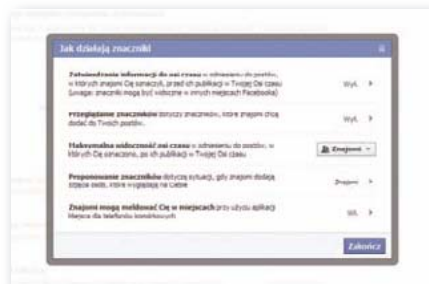 Jak działają znaczniki
Zatwierdzanie informacji do osi czasu w odniesieniu do postów,
w których znajomi Cię oznaczyli, przed ich publikacją w Twojej Osi czasu
(uwaga: znaczniki mogą być widoczne w innych miejscach Facebooka)
Wył.
Przeglądanie znaczników dotyczy znaczników, które znajomi chcą
dodać do Twoich postów.
Wył.
Maksymalna widoczność osi czasu w odniesieniu do postów, w
których Cię oznaczono, po ich publikacji w Twojej Osi czasu
Znajomi
Proponowanie znaczników dotyczą sytuacji, gdy znajomi dodają
zdjęcia osób, które wyglądają na Ciebie
Znajomi
Znajomi mogą meldować Cię w miejscach przy użyciu aplikacji
Miejsca dla telefonów komórkowych
Wł.
Zakończ